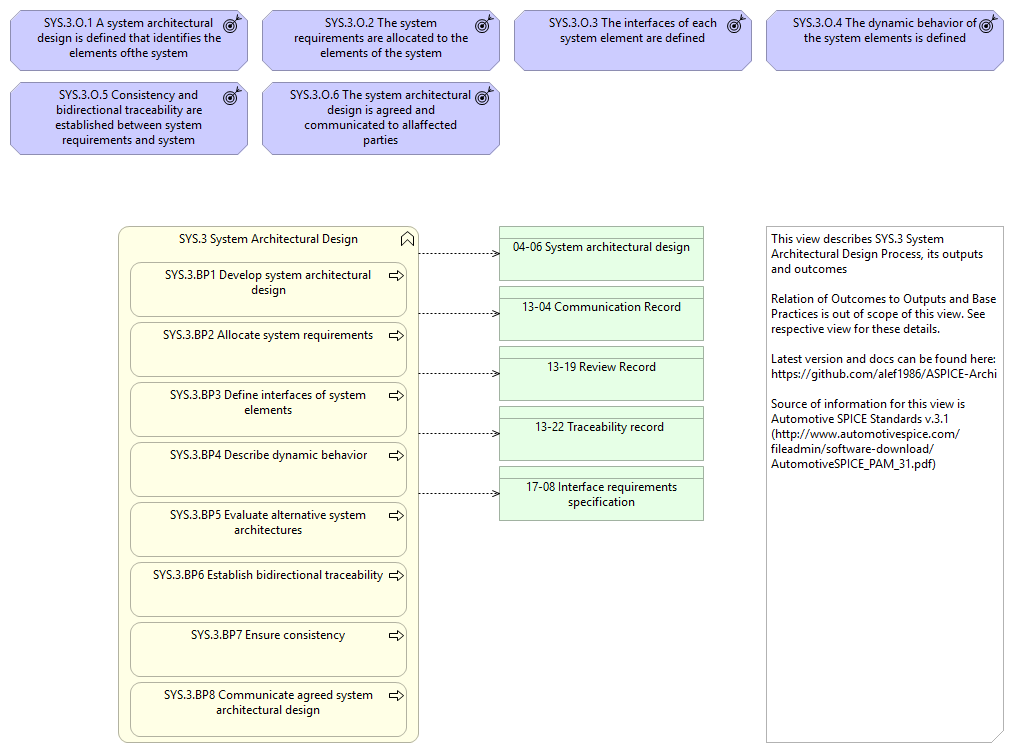 SYS.3.O.1 A system architectural
design is defined that identifies the
elements ofthe system
SYS.3.O.2 The system
requirements are allocated to the
elements of the system
SYS.3.O.3 The interfaces of each
system element are defined
SYS.3.O.4 The dynamic behavior of
the system elements is defined
SYS.3.O.5 Consistency and
bidirectional traceability are
established between system
requirements and system
SYS.3.O.6 The system architectural
design is agreed and
communicated to allaffected
parties
SYS.3 System Architectural Design
SYS.3.BP1 Develop system architectural
design
SYS.3.BP2 Allocate system requirements
SYS.3.BP3 Define interfaces of system
elements
SYS.3.BP4 Describe dynamic behavior
SYS.3.BP5 Evaluate alternative system
architectures
SYS.3.BP6 Establish bidirectional traceability
SYS.3.BP7 Ensure consistency
SYS.3.BP8 Communicate agreed system
architectural design
04-06 System architectural design
13-04 Communication Record
13-19 Review Record
13-22 Traceability record
17-08 Interface requirements
specification
This view describes SYS.3 System
Architectural Design Process, its outputs
and outcomes
Relation of Outcomes to Outputs and Base
Practices is out of scope of this view. See
respective view for these details.
Latest version and docs can be found here:
https://github.com/alef1986/ASPICE-Archi
Source of information for this view is
Automotive SPICE Standards v.3.1
(http://www.automotivespice.com/
fileadmin/software-download/
AutomotiveSPICE_PAM_31.pdf)